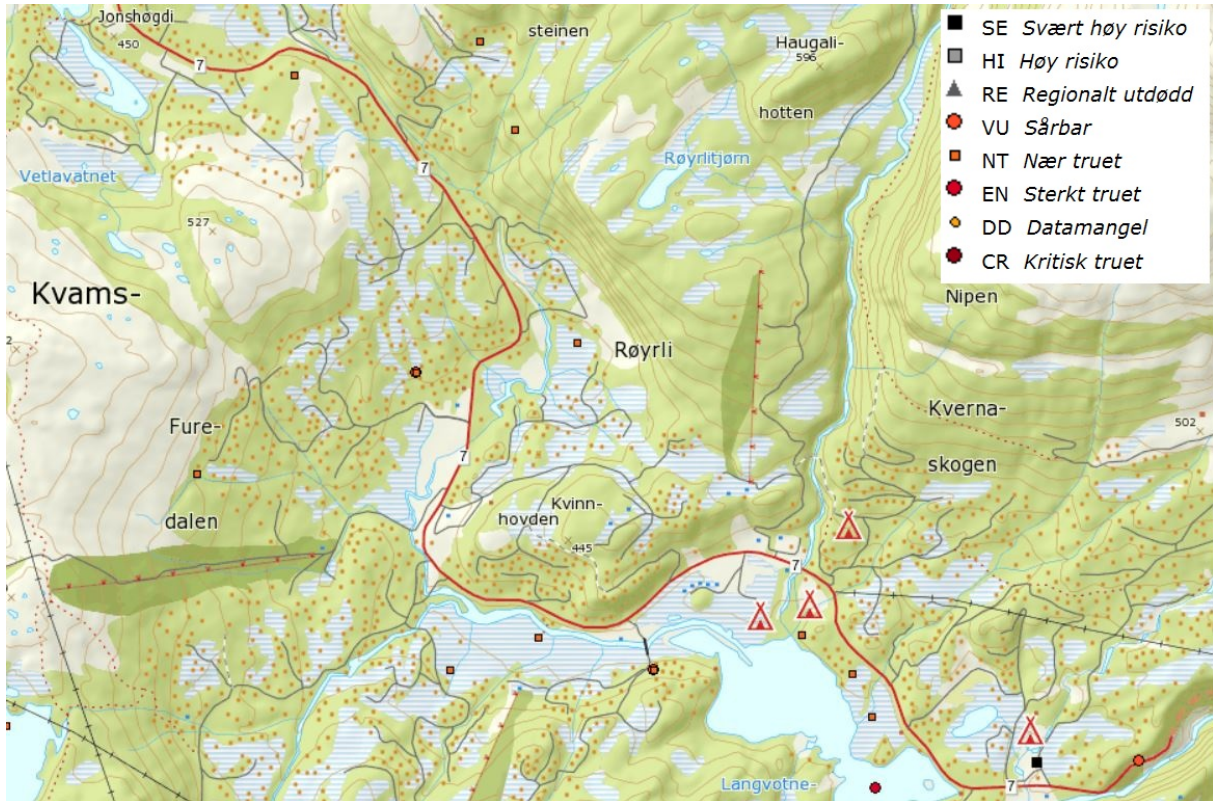 Jonshøgdi
450
7
steinen
Haugali-
596
hotten
7
Røyrlitjørn
Vetlavatnet
527
Kvams-
Røyrli
Nipen
Fure-
Kverna-
502
7
skogen
Kvinn-
hovden
dalen
445
7
7
Langvotne-
SE Svært høy risiko
HI Høy risiko
RE Regionalt utdødd
VU Sårbar
NT Nær truet
EN Sterkt truet
DD Datamangel
CR Kritisk truet